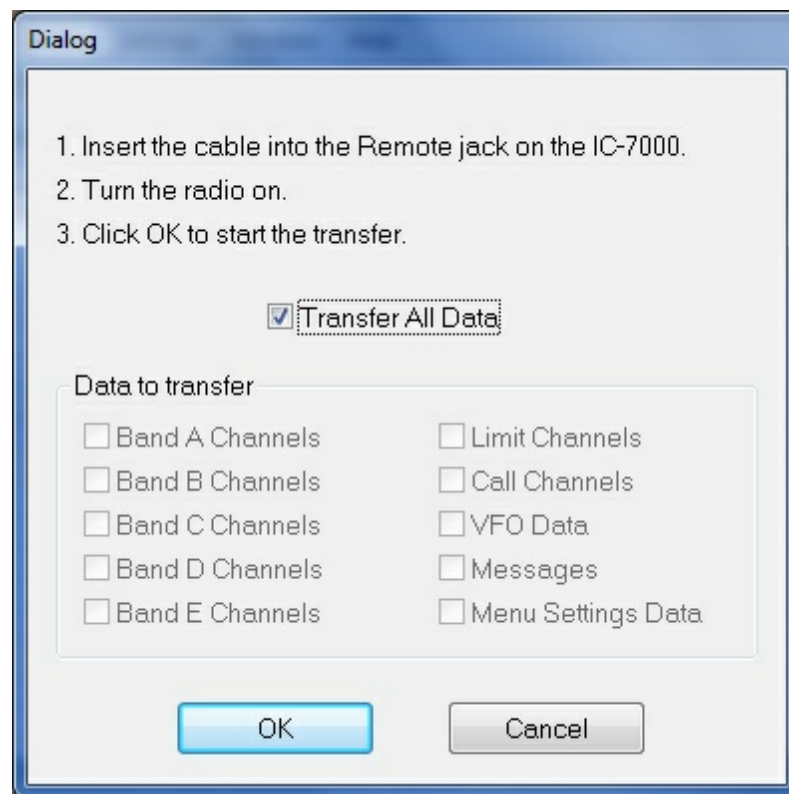 Dialog
1. Insert the cable into the Remote jack on the IC-7000.
2. Turn the radio on.
3. Click OK to start the transfer.
Transfer All Data
Data to transfer
Band A Channels
Band B Channels
Band C Channels
Band D Channels
Band E Channels
Limit Channels
Call Channels
VFO Data
Messages
Menu Settings Data
OK
Cancel